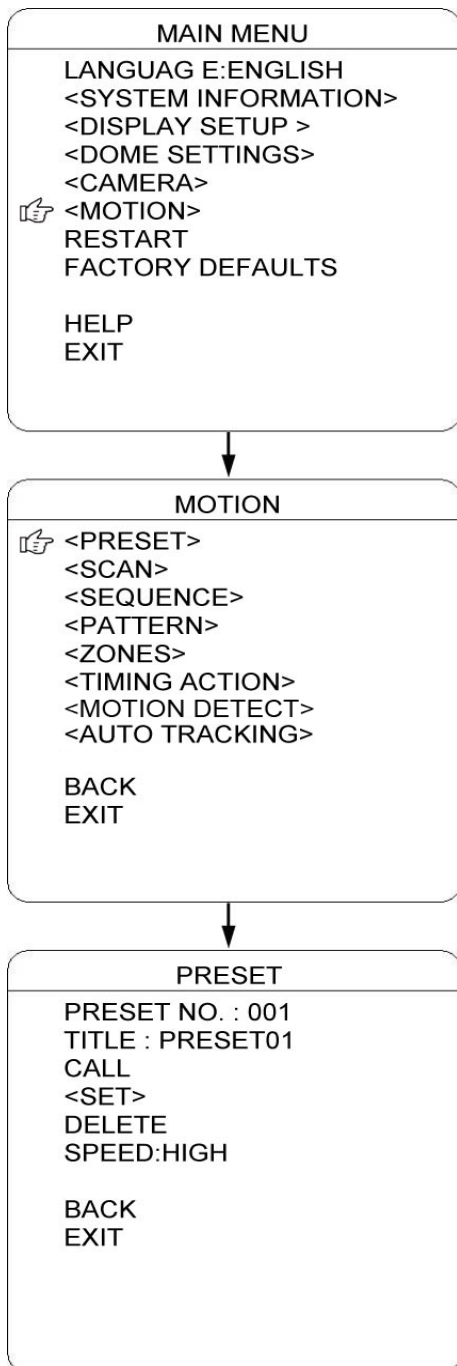 MAIN MENU
LANGUAG E:ENGLISH
<SYSTEM INFORMATION>
<DISPLAY SETUP >
<DOME SETTINGS>
<CAMERA>
<MOTION>
RESTART
FACTORY DEFAULTS
HELP
EXIT
MOTION
<PRESET>
<SCAN>
<SEQUENCE>
<PATTERN>
<ZONES>
<TIMING ACTION>
<MOTION DETECT>
<AUTO TRACKING>
BACK
EXIT
PRESET
PRESET NO. : 001
TITLE : PRESET01
CALL
<SET>
DELETE
SPEED:HIGH
BACK
EXIT